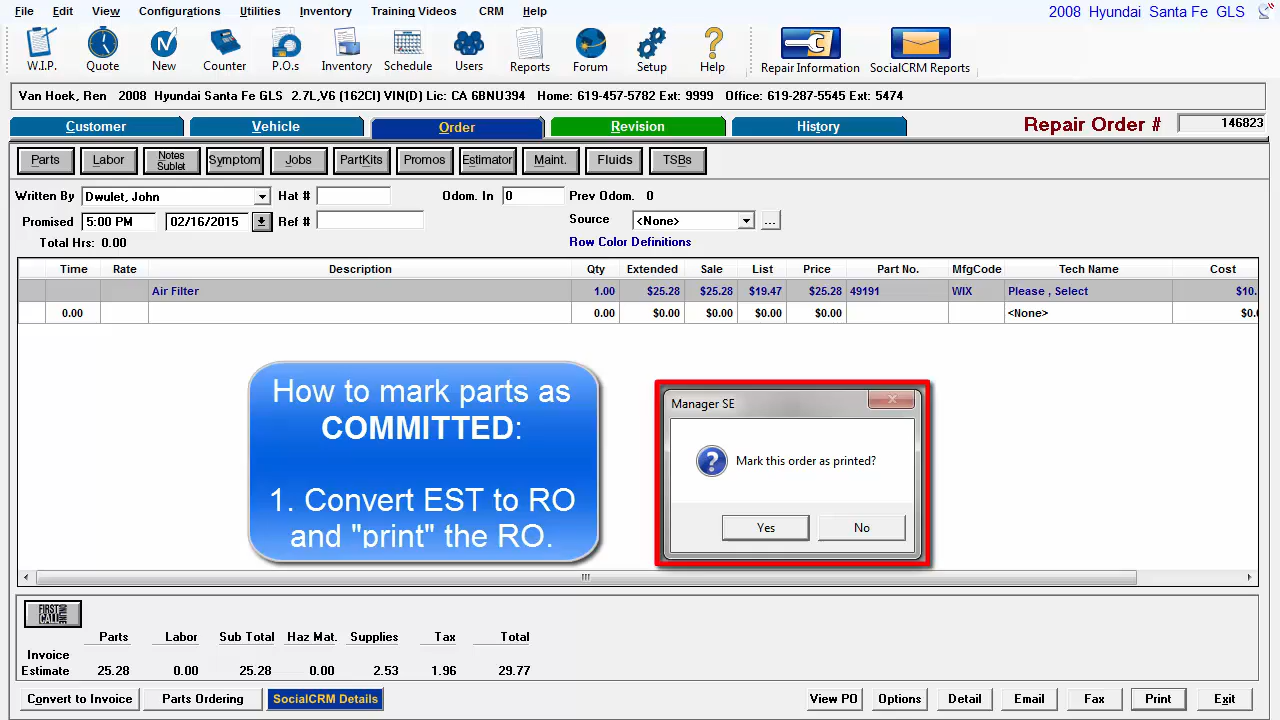 File Edit View Configurations Utilities Inventory Training Videos CRM Help 2008 Hyundai Santa Fe GLS
W.I.P. Quote New Counter P.O.s Inventory Schedule Users Reports Forum Setup Help Repair Information SocialCRM Reports
Van Hoek, Ren 2008 Hyundai Santa Fe GLS 2.7L,V6 (162CI) VIN(D) Lic: CA 6BNU394 Home: 619-457-5782 Ext: 9999 Office: 619-287-5545 Ext: 5474
Customer Vehicle Order Revision History Repair Order # 146823
Parts Labor Notes Sublet Symptom Jobs PartKits Promos Estimator Maint. Fluids TSBs
Written By Dwulet, John Hat # Odom. In 0 Prev Odom. 0
Promised 5:00 PM 02/16/2015 Ref # Source <None> ...
Total Hrs: 0.00 Row Color Definitions
Time Rate Description Qty Extended Sale List Price Part No. MfgCode Tech Name Cost
Air Filter 1.00 $25.28 $25.28 $19.47 $25.28 49191 WIX Please , Select $10.
0.00 0.00 $0.00 $0.00 $0.00 $0.00 <None> $0.0
How to mark parts as
COMMITTED:
1. Convert EST to RO
and "print" the RO.
Manager SE
Mark this order as printed?
Yes No
FIRST CALL
Parts Labor Sub Total Haz Mat. Supplies Tax Total
Invoice
Estimate 25.28 0.00 25.28 0.00 2.53 1.96 29.77
Convert to Invoice Parts Ordering SocialCRM Details View PO Options Detail Email Fax Print Exit